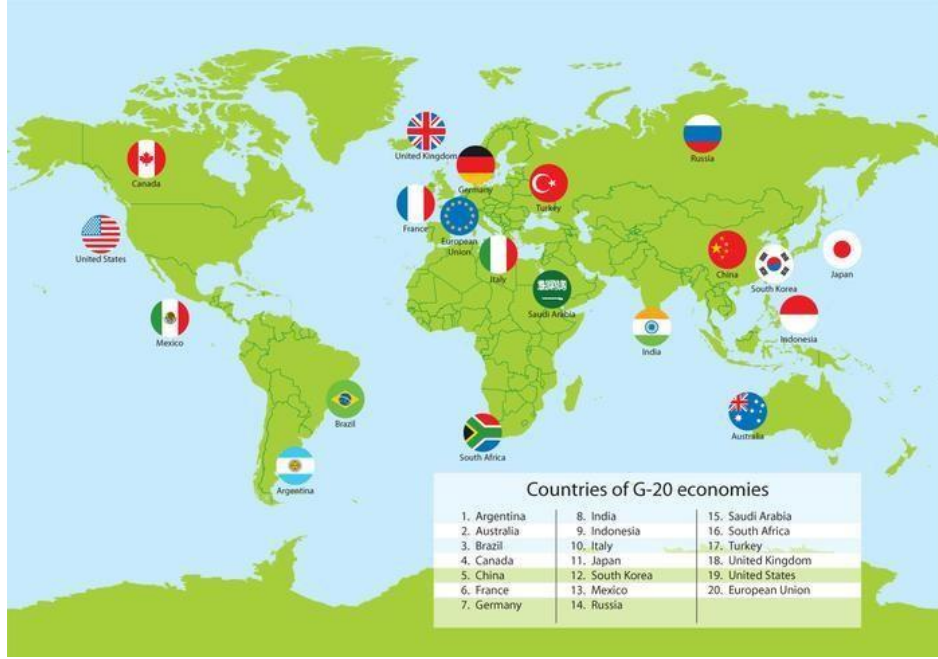 United Kingdom
Russia
Canada
Germany
Turkey
France
European
Union
United States
Italy
China
South Korea
Japan
Saudi Arabia
Mexico
India
Indonesia
Brazil
Australia
South Africa
Argentina
Countries of G-20 economies
1. Argentina
2. Australia
3. Brazil
4. Canada
5. China
6. France
7. Germany
8. India
9. Indonesia
10. Italy
11. Japan
12. South Korea
13. Mexico
14. Russia
15. Saudi Arabia
16. South Africa
17. Turkey
18. United Kingdom
19. United States
20. European Union